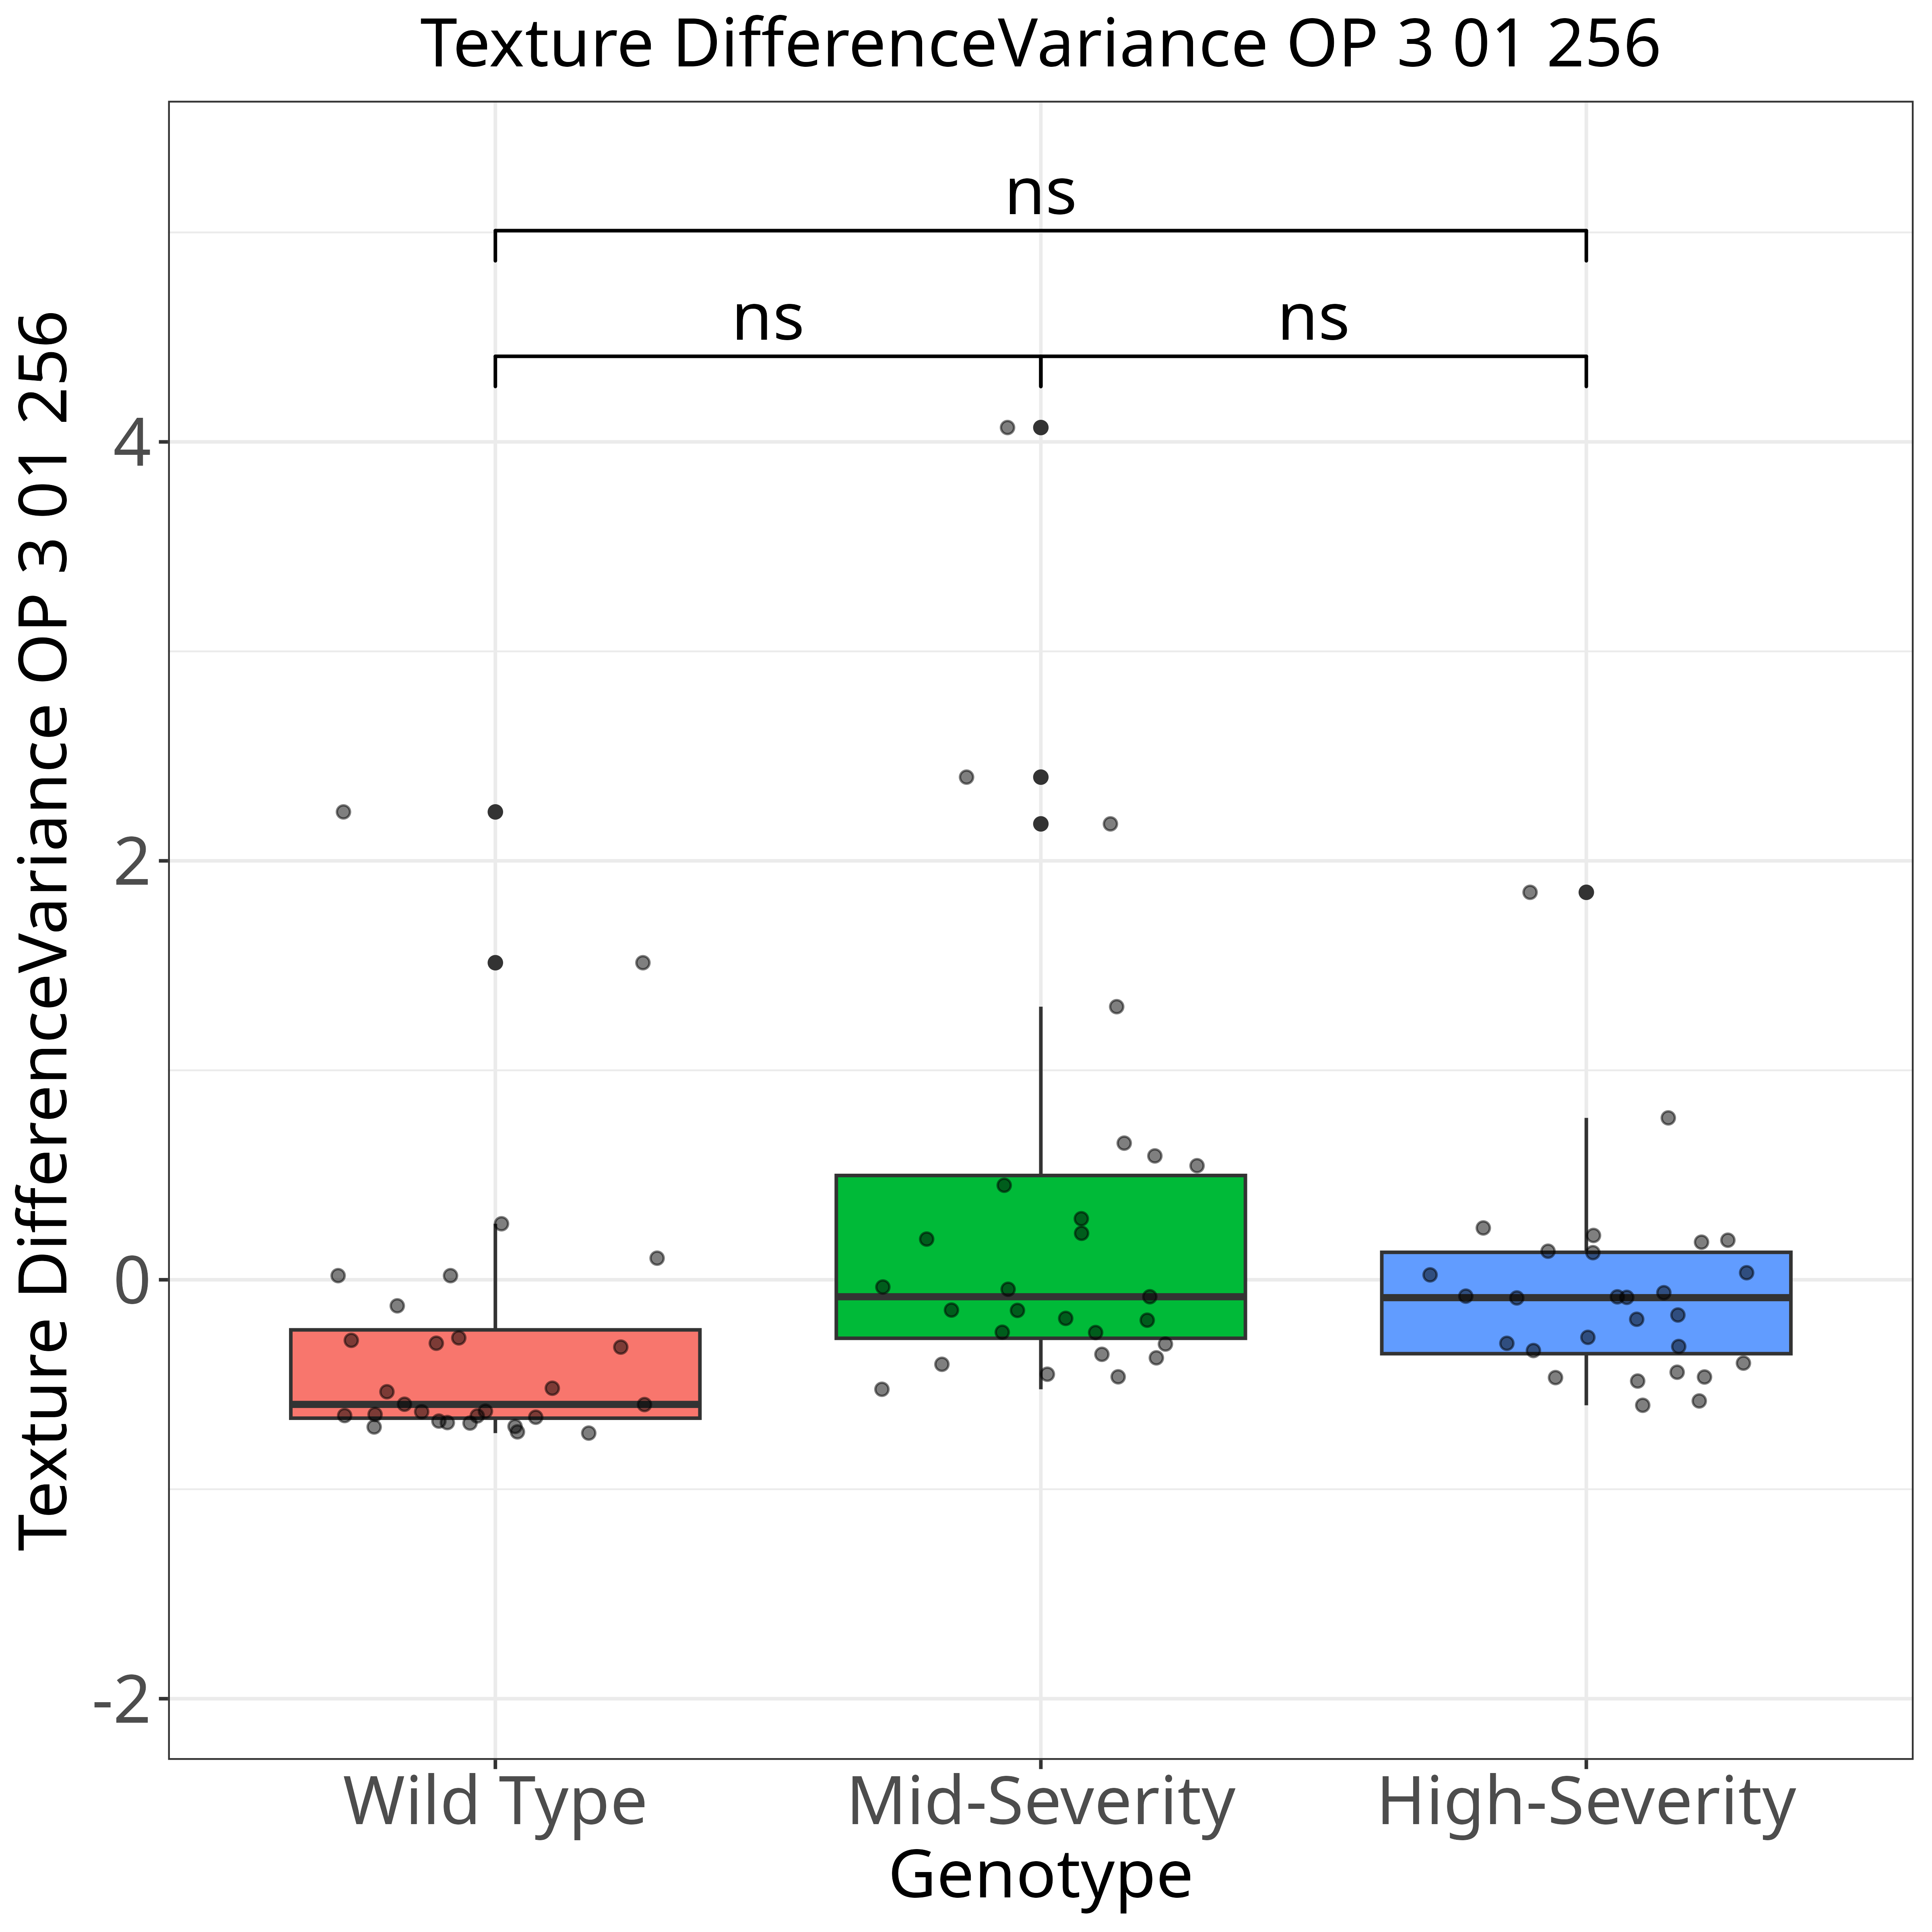 Texture DifferenceVariance OP 3 01 256
Texture DifferenceVariance OP 3 01 256
ns
ns ns
4
2
0
-2
Wild Type Mid-Severity High-Severity
Genotype